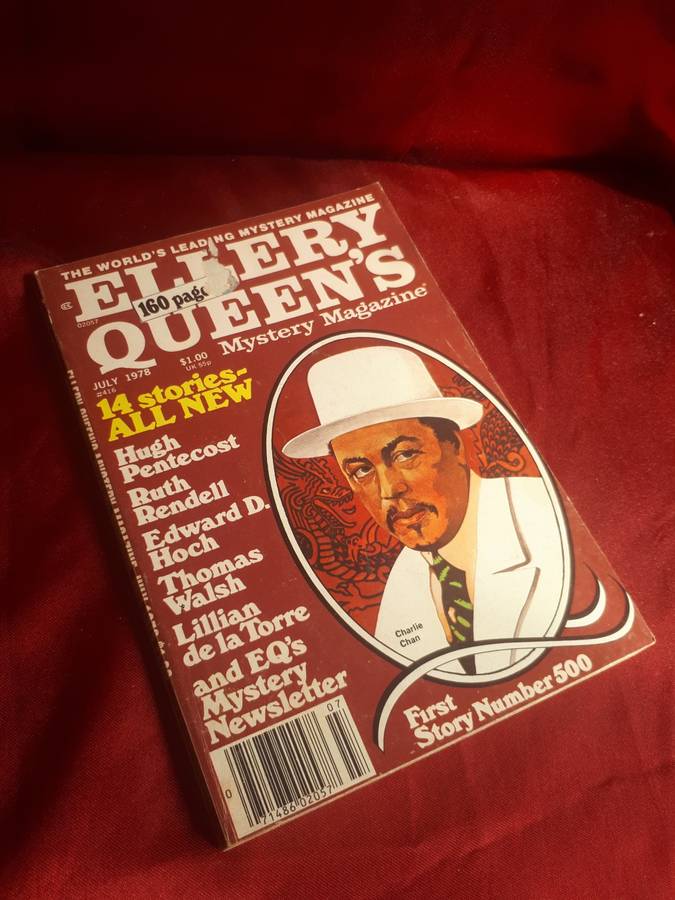 THE WORLD'S LEADING MYSTERY MAGAZINE
ELLERY
160 page
QUEEN'S
Mystery Magazine
02057
JULY 1978
#416
$1.00
UK 55p
14 stories-
ALL NEW
Hugh
Pentecost
Ruth
Rendell
Edward D.
Hoch
Thomas
Walsh
Lillian
de la Torre
and EQ's
Mystery
Newsletter
Charlie
Chan
First
Story Number 500
07
0
71486 02057